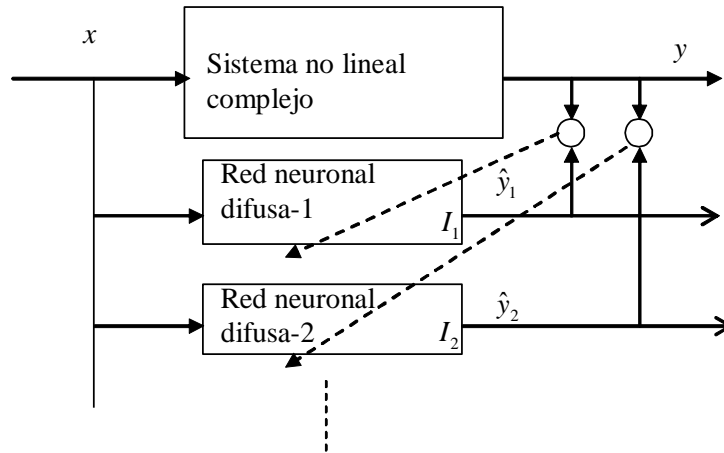 x
y
Sistema no lineal
complejo
Red neuronal
difusa-1
I₁
ŷ₁
Red neuronal
difusa-2
I₂
ŷ₂